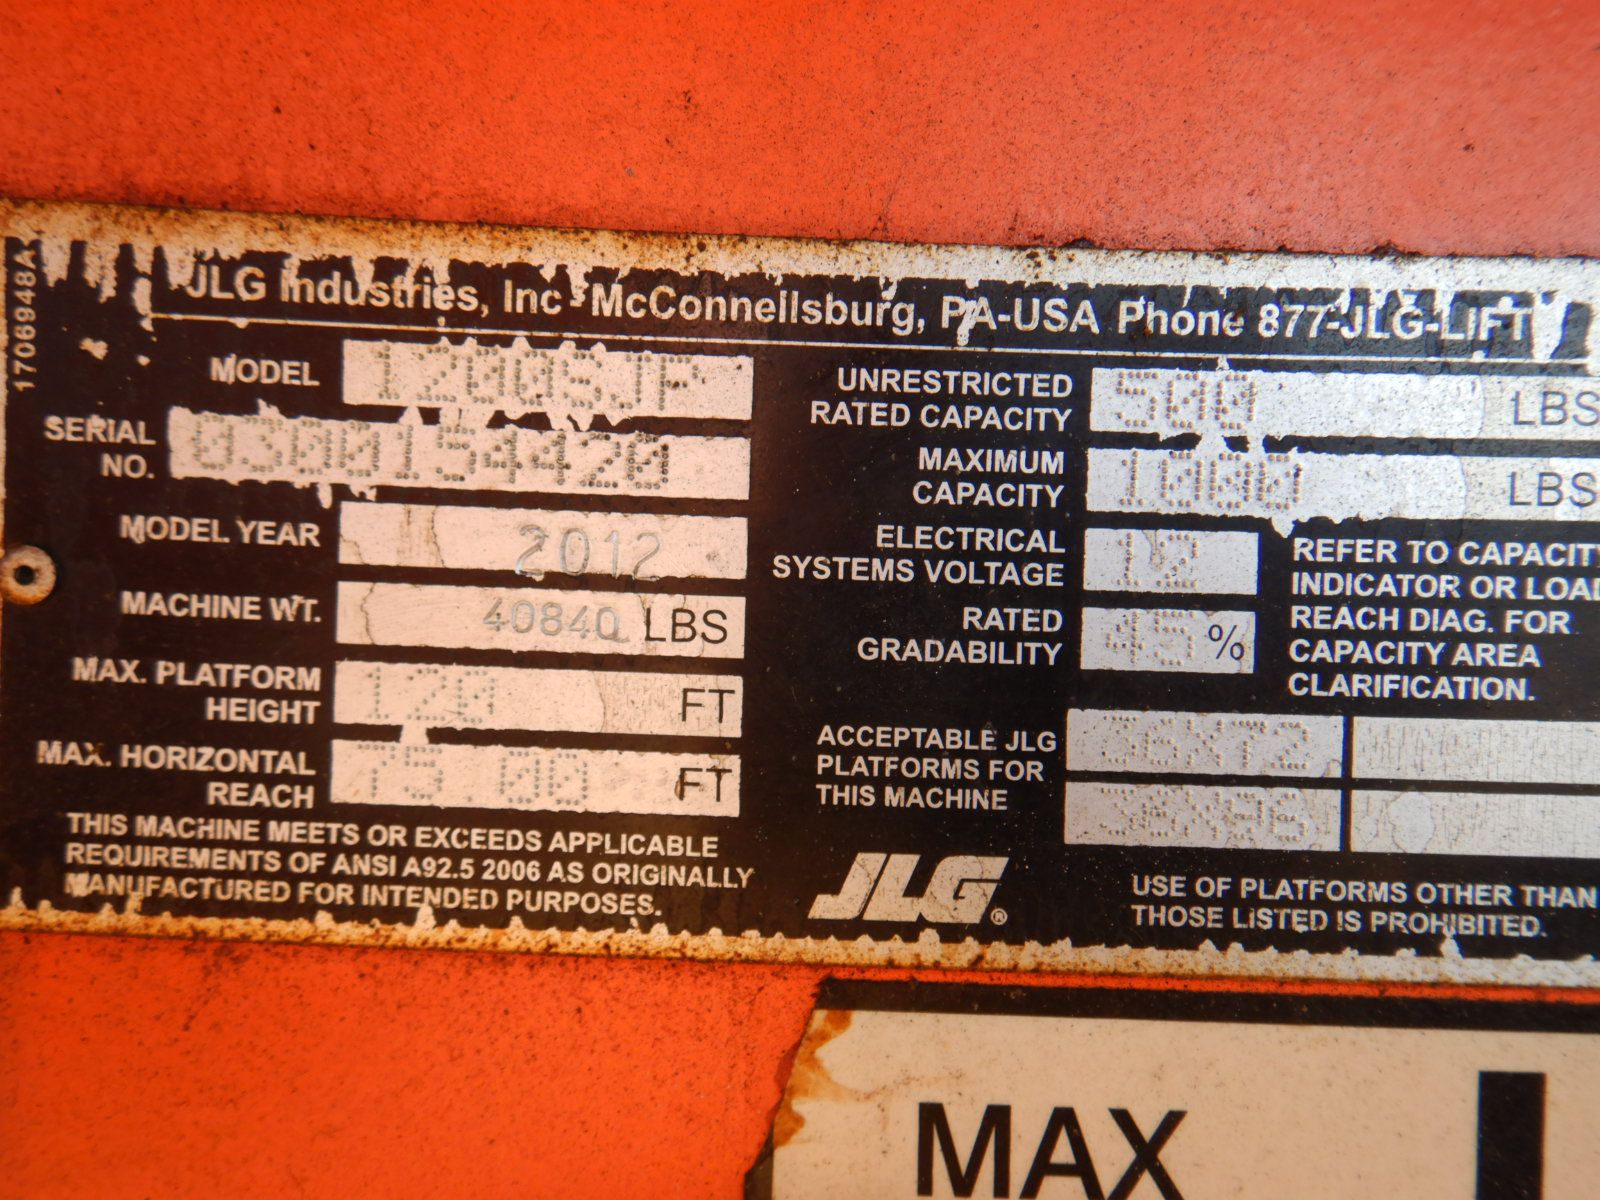 1706948A
JLG Industries, Inc - McConnellsburg, PA-USA Phone 877-JLG-LIFT
MODEL 1200SJP
SERIAL NO. 0300154420
MODEL YEAR 2012
MACHINE WT. 40840 LBS
MAX. PLATFORM HEIGHT 120 FT
MAX. HORIZONTAL REACH 75.00 FT
THIS MACHINE MEETS OR EXCEEDS APPLICABLE
REQUIREMENTS OF ANSI A92.5 2006 AS ORIGINALLY
MANUFACTURED FOR INTENDED PURPOSES.
UNRESTRICTED
RATED CAPACITY 500 LBS
MAXIMUM
CAPACITY 1000 LBS
ELECTRICAL
SYSTEMS VOLTAGE 12
RATED
GRADABILITY 45 %
REFER TO CAPACITY
INDICATOR OR LOAD
REACH DIAG. FOR
CAPACITY AREA
CLARIFICATION.
ACCEPTABLE JLG
PLATFORMS FOR
THIS MACHINE
36X72
36X96
JLG®
USE OF PLATFORMS OTHER THAN
THOSE LISTED IS PROHIBITED.
MAX